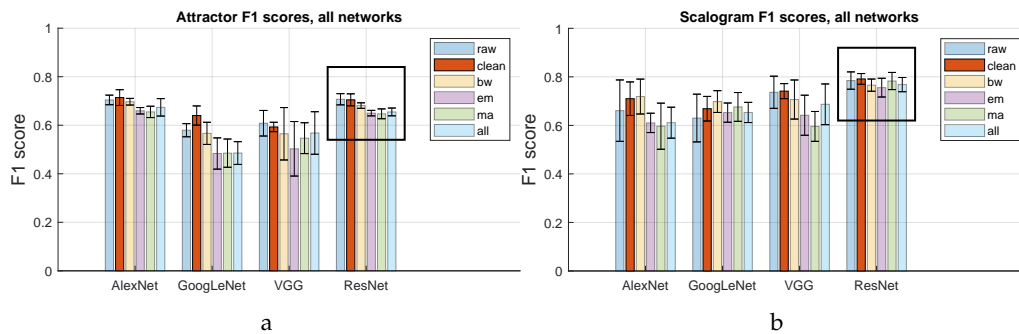 Attractor F1 scores, all networks
1
0.8
0.6
0.4
0.2
0
F1 score
raw
clean
bw
em
ma
all
AlexNet GoogLeNet VGG ResNet
a
Scalogram F1 scores, all networks
1
0.8
0.6
0.4
0.2
0
F1 score
raw
clean
bw
em
ma
all
AlexNet GoogLeNet VGG ResNet
b